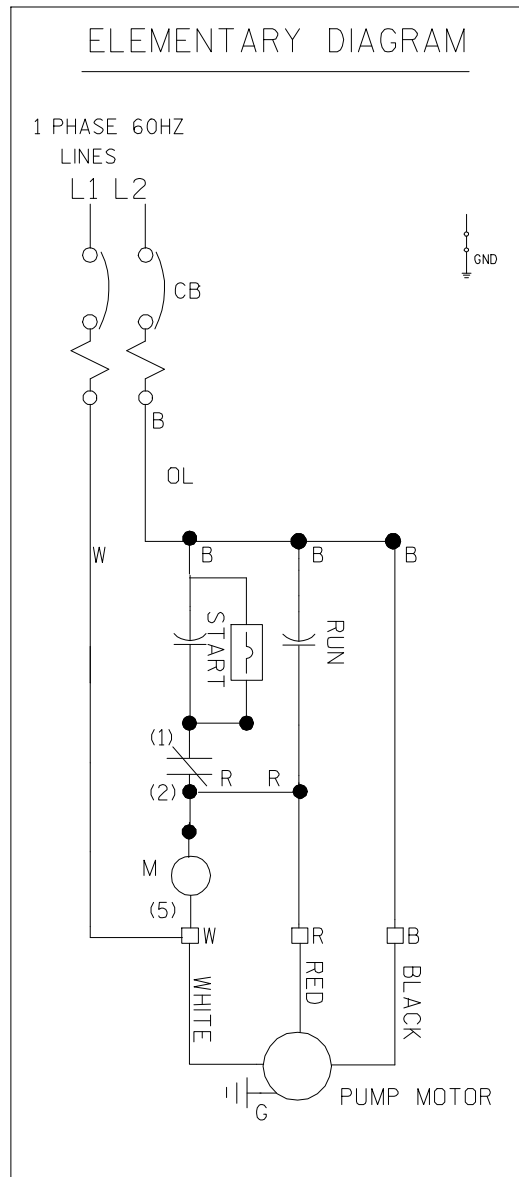 ELEMENTARY DIAGRAM
1 PHASE 60HZ
LINES
L1 L2
GND
CB
B
OL
W
B
B
B
START
RUN
(1)
R
R
(2)
M
(5)
W
R
B
WHITE
RED
BLACK
G
PUMP MOTOR